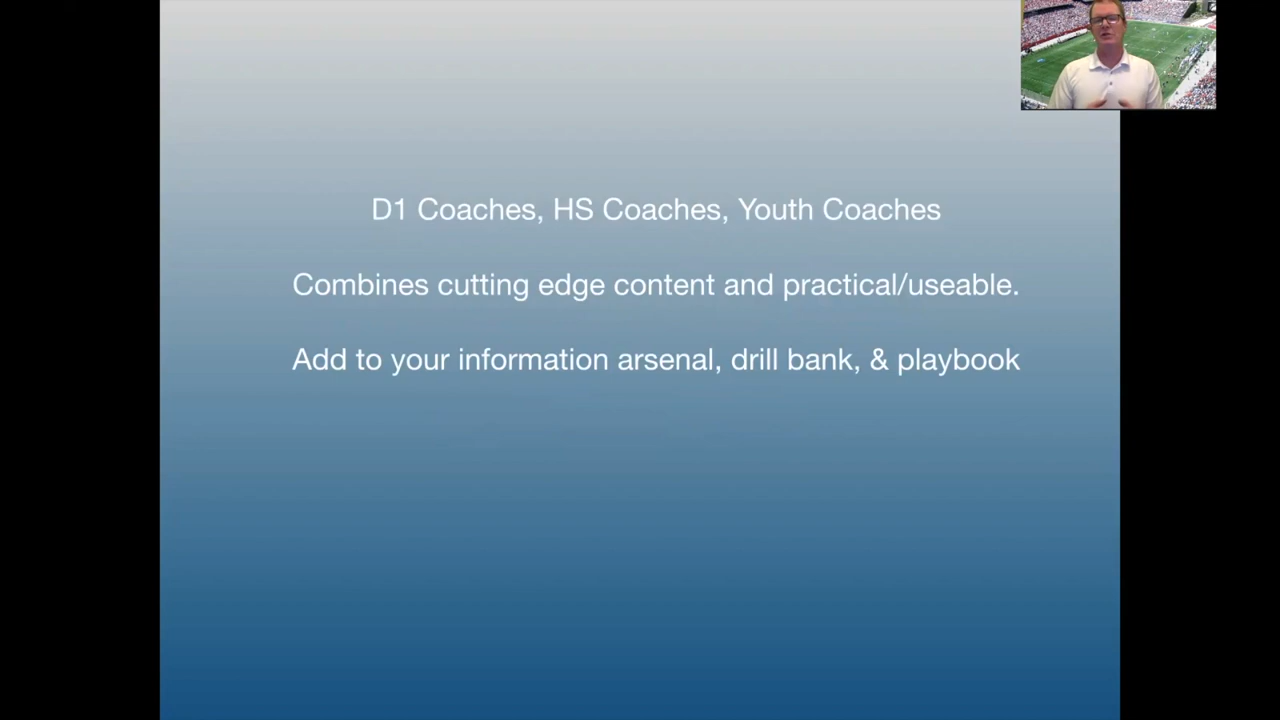 D1 Coaches, HS Coaches, Youth Coaches
Combines cutting edge content and practical/useable.
Add to your information arsenal, drill bank, & playbook